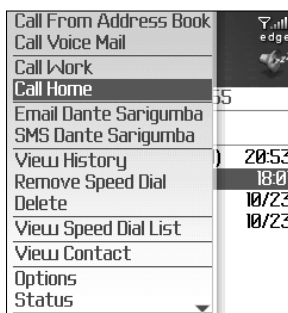 Call From Address Book
Call Voice Mail
Call Work
Call Home
Email Dante Sarigumba
SMS Dante Sarigumba
View History
Remove Speed Dial
Delete
View Speed Dial List
View Contact
Options
Status
edge
55
) 20:53
18:0
10/23
10/23